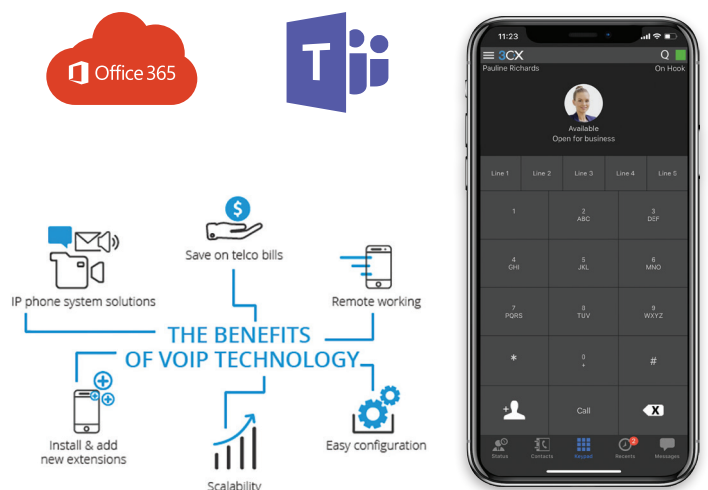 Office 365
T
Save on telco bills
IP phone system solutions
Remote working
THE BENEFITS
OF VOIP TECHNOLOGY
Install & add
new extensions
Easy configuration
Scalability
11:23
3CX
Pauline Richards
On Hook
Available
Open for business
Line 1 Line 2 Line 3 Line 4 Line 5
1 2 3
ABC DEF
4 5 6
GHI JKL MNO
7 8 9
PQRS TUV WXYZ
* 0 #
+
Call X
Status Contacts Keypad Recents Messages